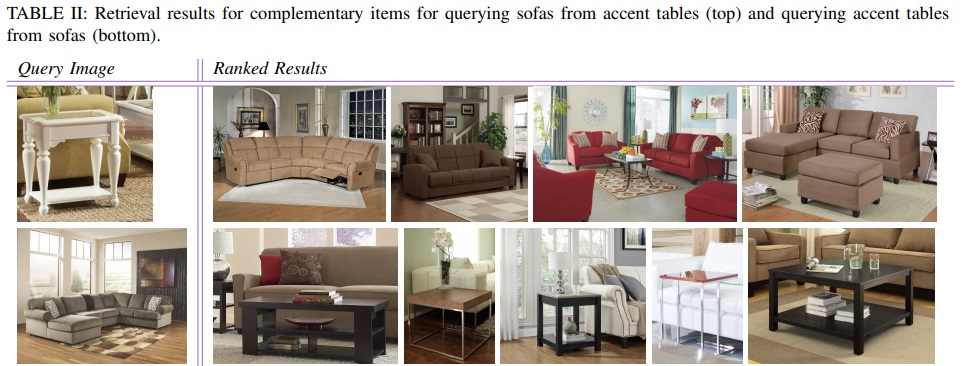 TABLE II: Retrieval results for complementary items for querying sofas from accent tables (top) and querying accent tables
from sofas (bottom).
Query Image
Ranked Results